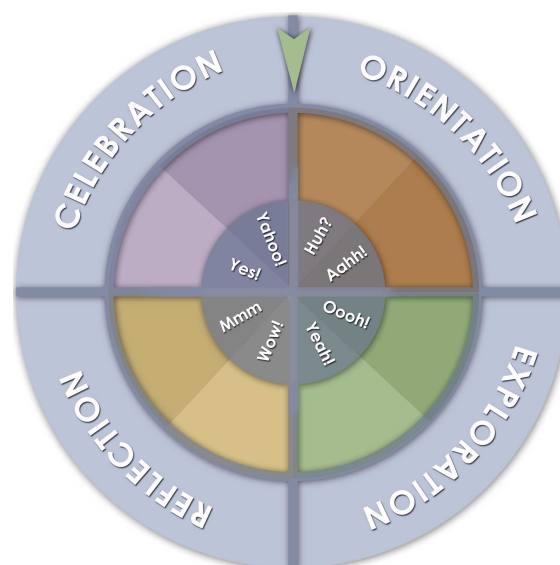 CELEBRATION
ORIENTATION
EXPLORATION
REFLECTION
Huh?
Aahh!
Oooh!
Yeah!
Wow!
Mmm
Yes!
Yahoo!